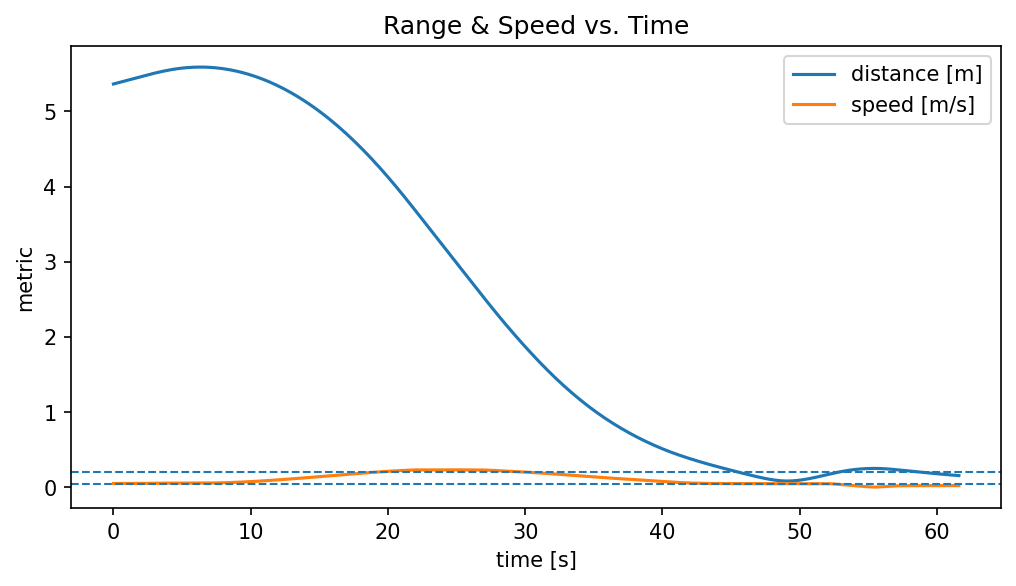 Range & Speed vs. Time
distance [m]
speed [m/s]
metric
5
4
3
2
1
0
0 10 20 30 40 50 60
time [s]